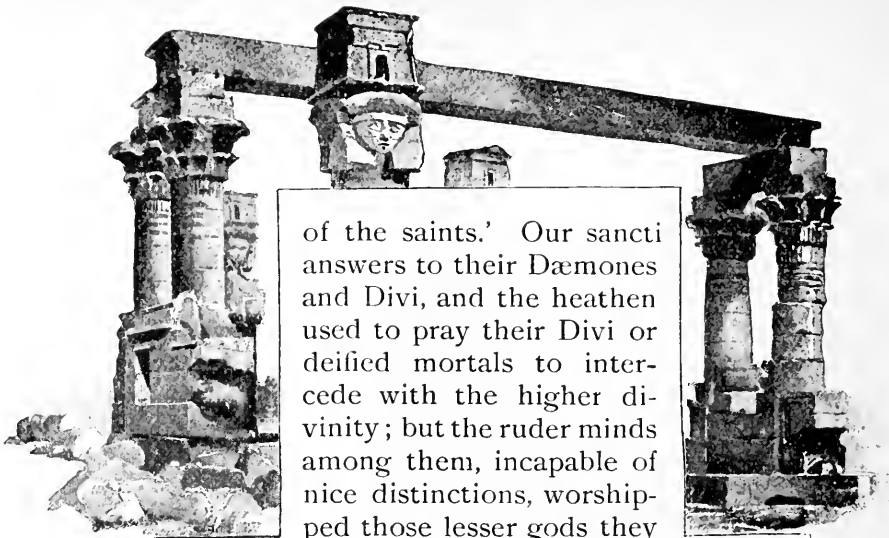 of the saints.’ Our sancti
answers to their Dæmones
and Divi, and the heathen
used to pray their Divi or
deified mortals to inter-
cede with the higher di-
vinity; but the ruder minds
among them, incapable of
nice distinctions, worship-
ped those lesser gods they